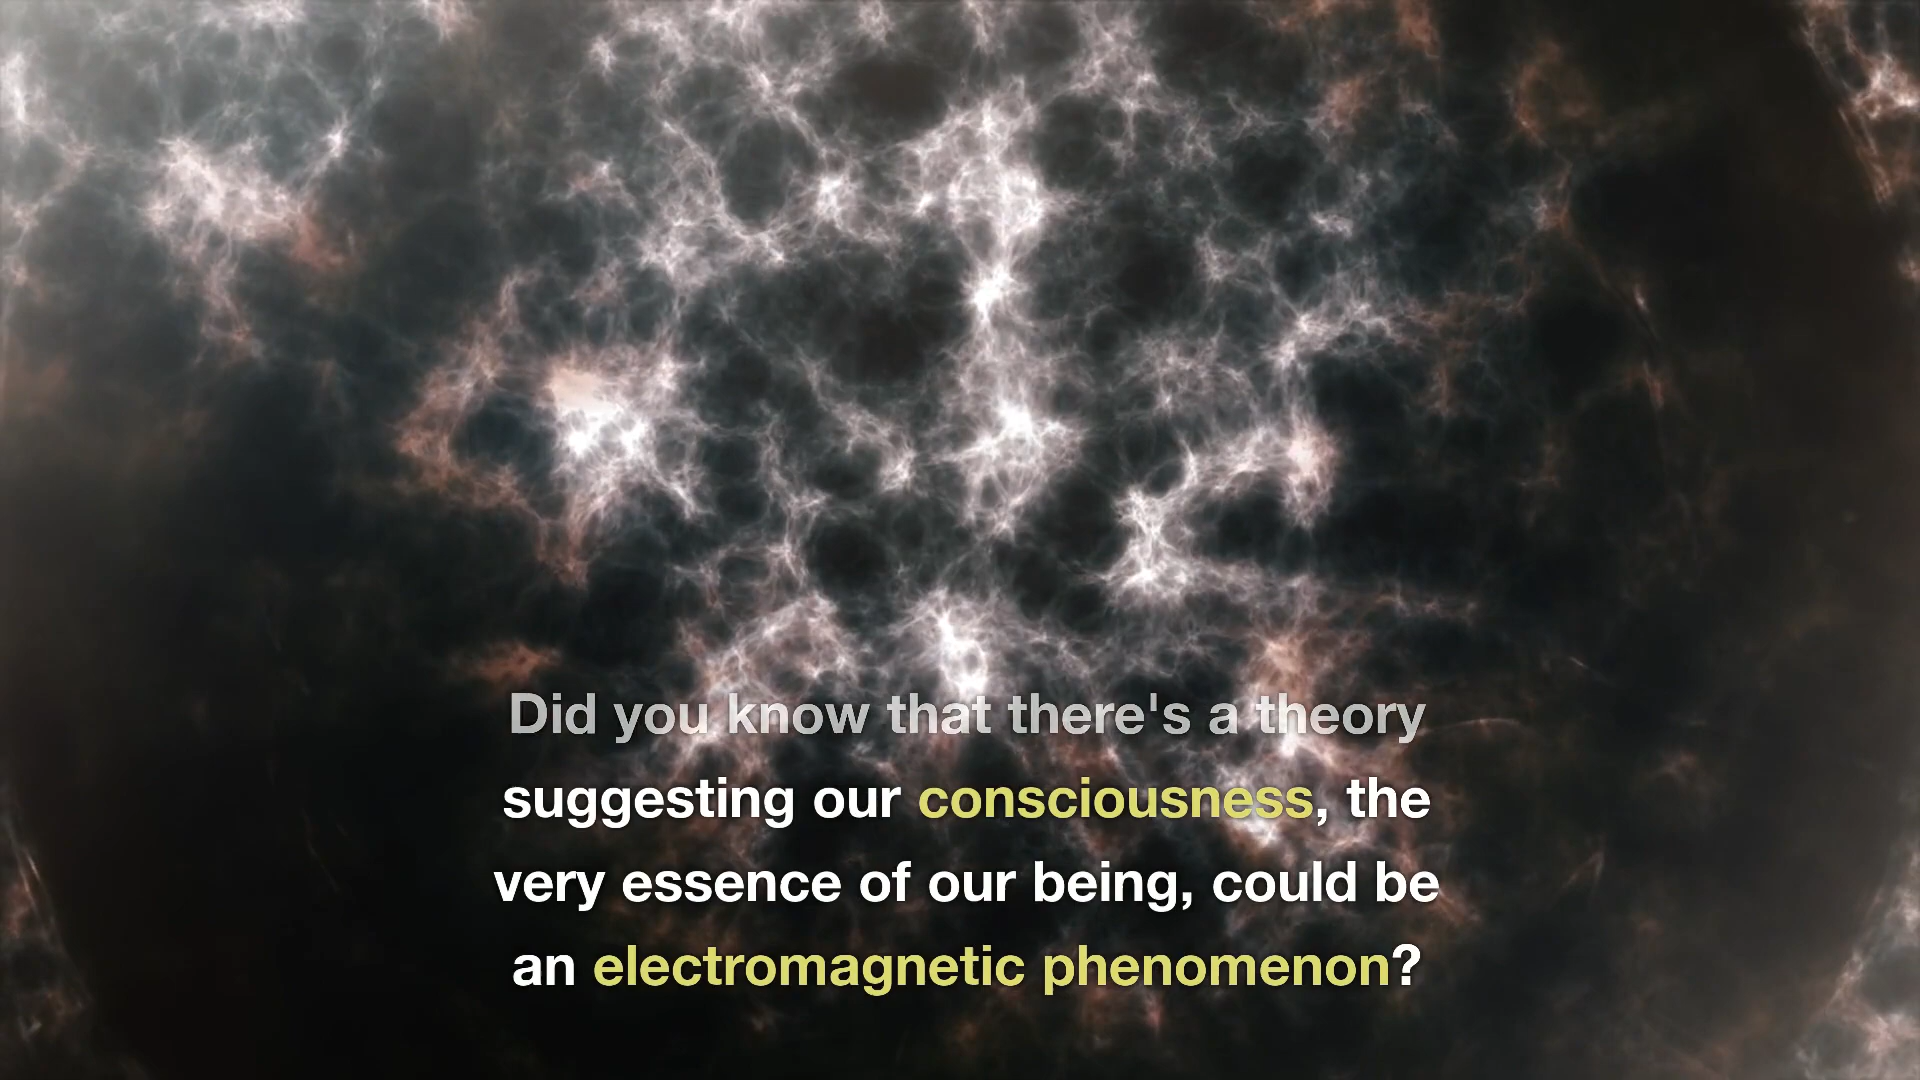 Did you know that there's a theory
suggesting our consciousness, the
very essence of our being, could be
an electromagnetic phenomenon?